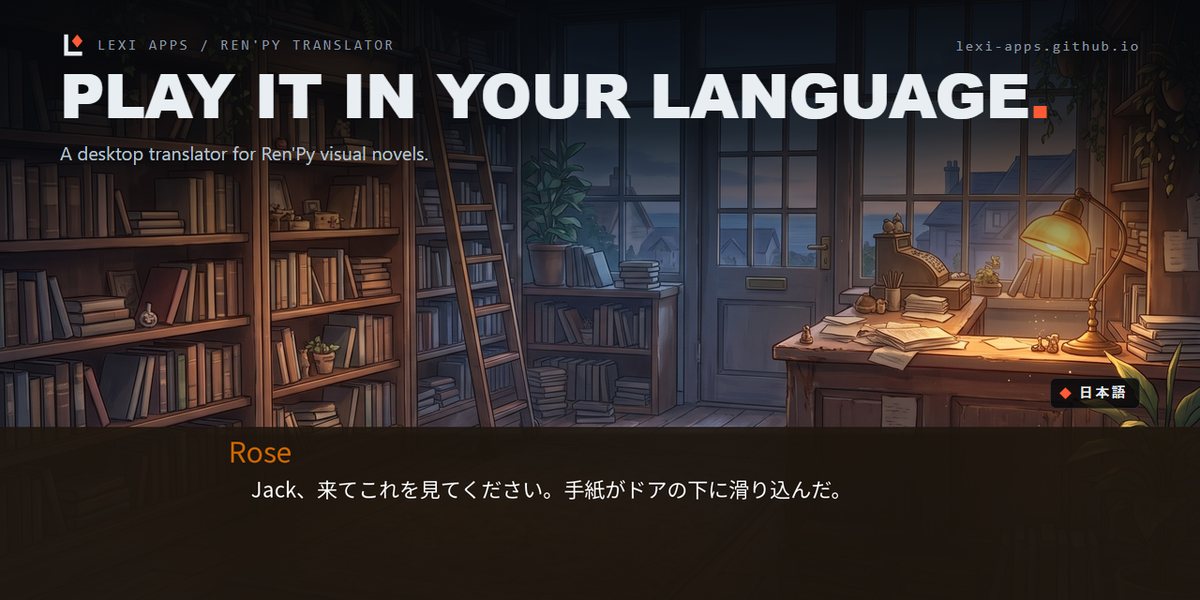 LEXI APPS / REN'PY TRANSLATOR
lexi-apps.github.io
PLAY IT IN YOUR LANGUAGE.
A desktop translator for Ren'Py visual novels.
日本語
Rose
Jack、来てこれを見てください。手紙がドアの下に滑り込んだ。